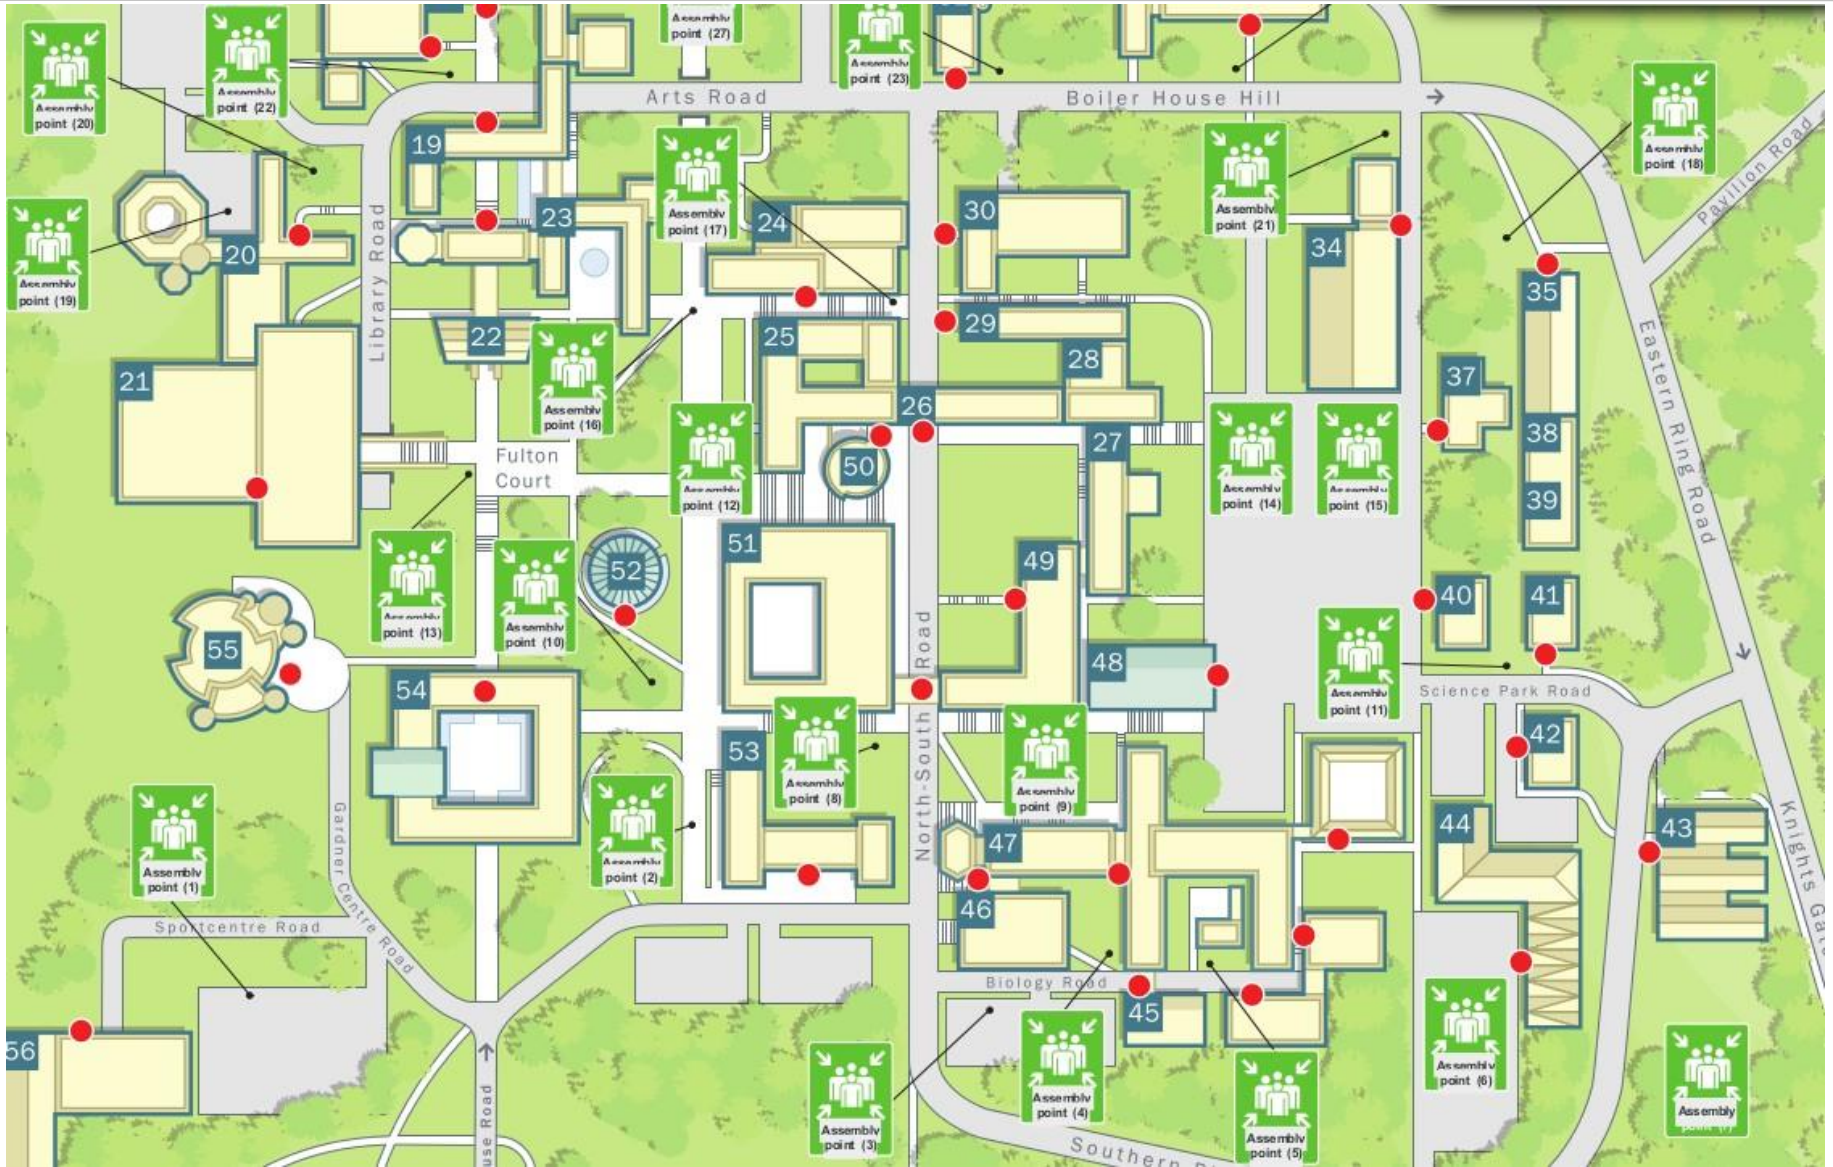 Assembly
point (27)
Assembly
point (23)
Assembly
point (20)
Assembly
point (22)
Arts Road
Boiler House Hill
Assembly
point (18)
Pavilion Road
19
Assembly
point (17)
Assembly
point (21)
Assembly
point (19)
20
Library Road
23
24
30
34
35
21
22
Assembly
point (16)
25
29
28
37
Eastern Ring Road
26
Fulton
Court
Assembly
point (12)
50
27
Assembly
point (14)
Assembly
point (15)
38
39
Assembly
point (13)
Assembly
point (10)
52
51
49
40
41
55
54
North-South Road
48
Assembly
point (11)
Science Park Road
53
Assembly
point (8)
Assembly
point (9)
42
Assembly
point (1)
Gardner Centre Road
Assembly
point (2)
47
44
43
Sportcentre Road
46
Biology Road
45
56
Assembly
point (3)
Assembly
point (4)
Assembly
point (5)
Assembly
point (6)
Assembly
Southern